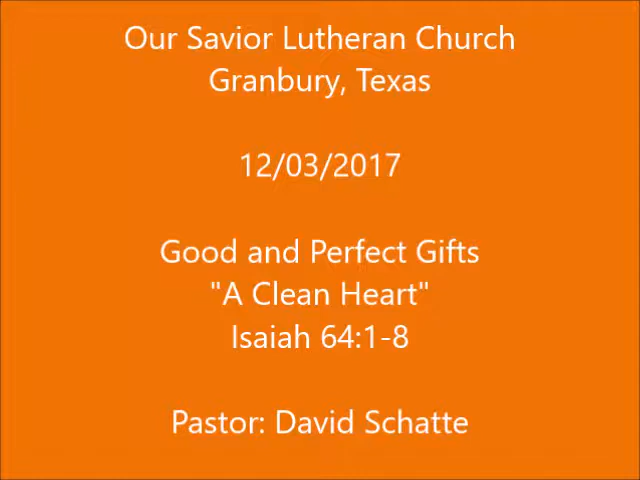 Our Savior Lutheran Church
Granbury, Texas
12/03/2017
Good and Perfect Gifts
"A Clean Heart"
Isaiah 64:1-8
Pastor: David Schatte